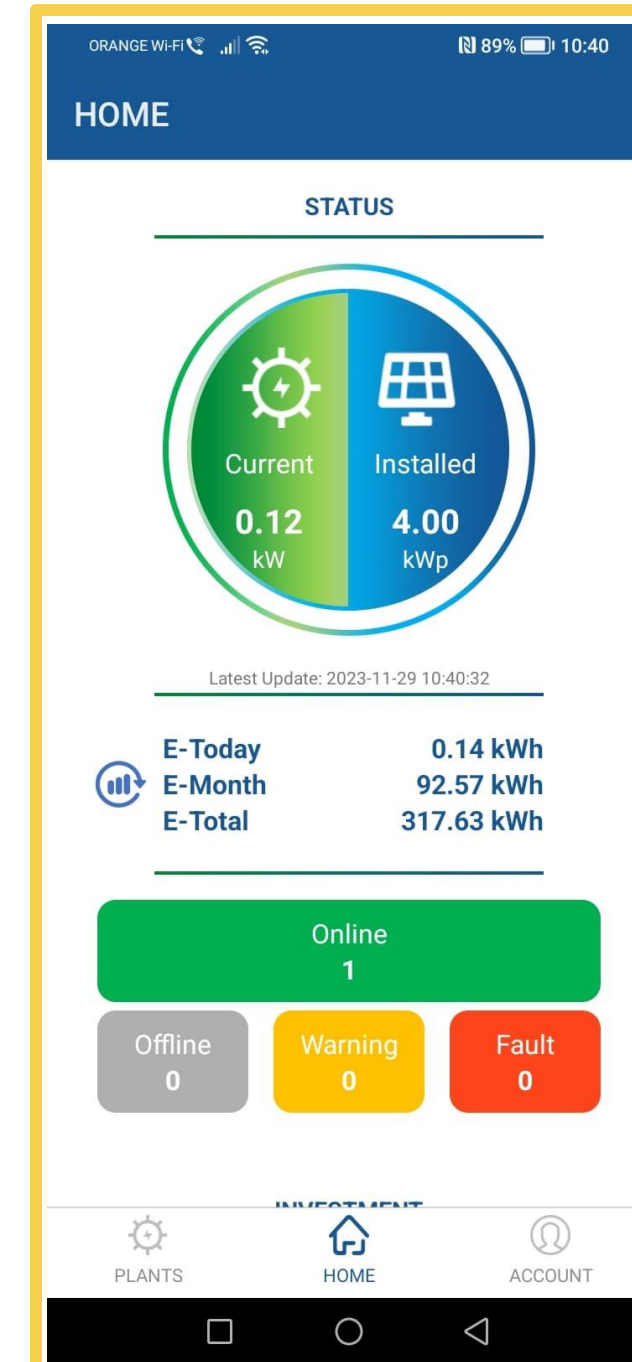 ORANGE Wi-Fi 89% 10:40
HOME
STATUS
Current Installed
0.12 4.00
kW kWp
Latest Update: 2023-11-29 10:40:32
E-Today 0.14 kWh
E-Month 92.57 kWh
E-Total 317.63 kWh
Online
1
Offline Warning Fault
0 0 0
INVESTMENT
PLANTS HOME ACCOUNT